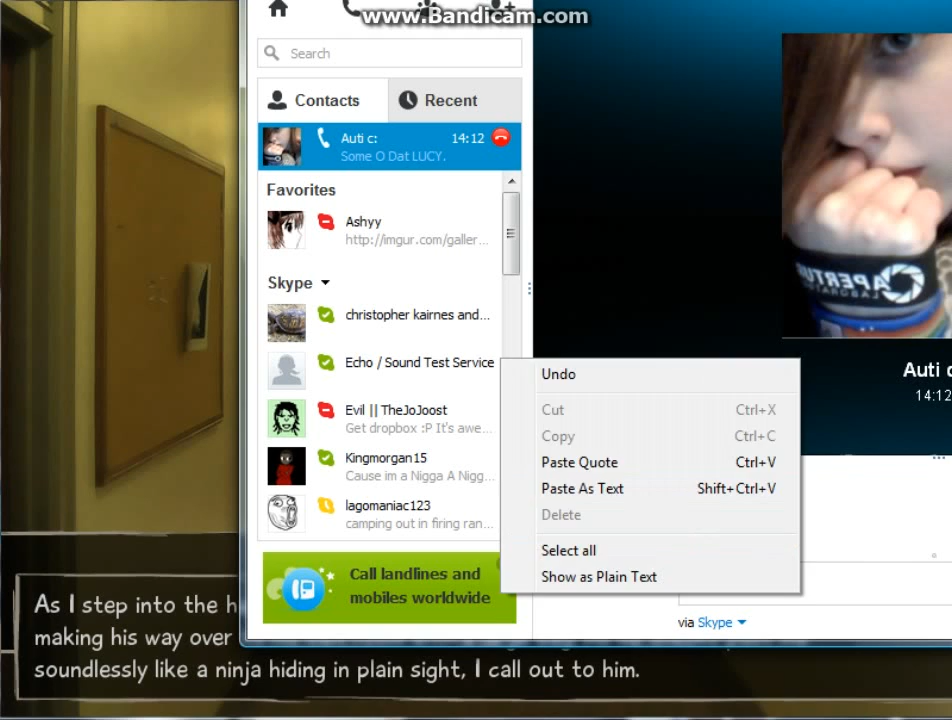 www.Bandicam.com
Search
Contacts
Recent
Auti c:
14:12
Some O Dat LUCY.
Favorites
Ashyy
http://imgur.com/galler...
Skype
christopher kairnes and...
Echo / Sound Test Service
Evil || TheJoJoost
Get dropbox :P It's awe...
Kingmorgan15
Cause im a Nigga A Nigg...
lagomaniac123
camping out in firing ran...
Call landlines and
mobiles worldwide
Undo
Cut Ctrl+X
Copy Ctrl+C
Paste Quote Ctrl+V
Paste As Text Shift+Ctrl+V
Delete
Select all
Show as Plain Text
APERTUR
LABORAT
Auti c
14:12
via Skype
As I step into the h
making his way over
soundlessly like a ninja hiding in plain sight, I call out to him.